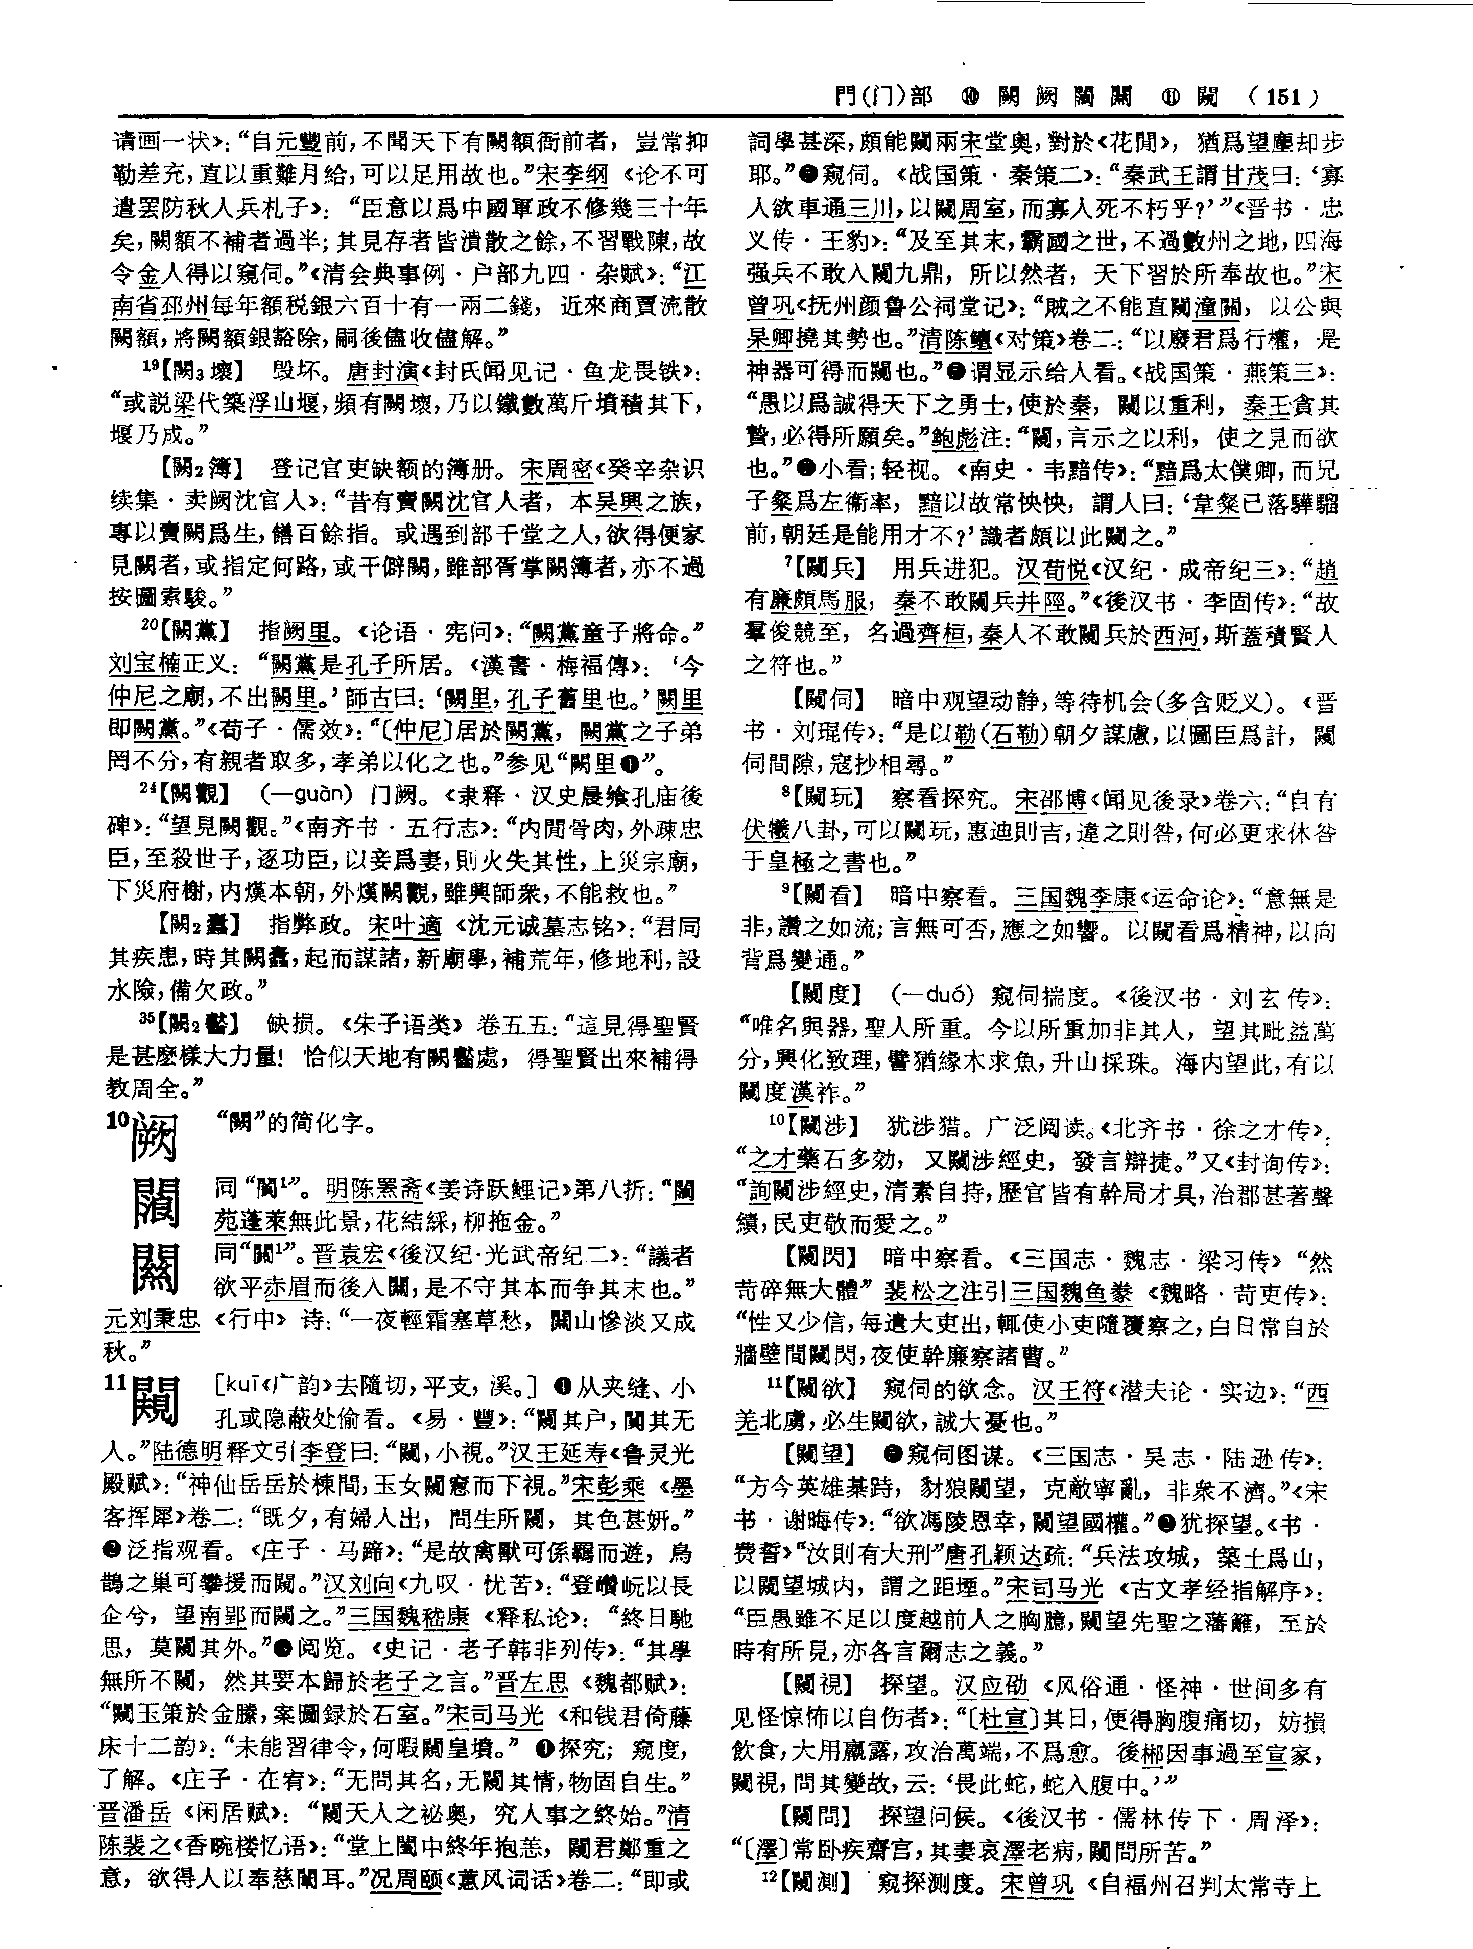 門(门)部 ⑩ 闕 阙 闠 𨵿 ⑪ 闚 (151)
请画一状》：“自元豐前，不聞天下有闕額衙前者，豈常抑
勒差充，直以重難月給，可以足用故也。”宋李纲《论不可
遣罢防秋人兵札子》：“臣意以爲中國軍政不修幾三十年
矣，闕額不補者過半；其見存者皆潰散之餘，不習戰陳，故
令金人得以窺伺。”《清会典事例·户部九四·杂赋》：“江
南省邳州每年額税銀六百十有一兩二錢，近來商賈流散
闕額，將闕額銀豁除，嗣後儘收儘解。”
19【闕3壞】 毁坏。唐封演《封氏闻见记·鱼龙畏铁》：
“或説梁代築浮山堰，頻有闕壞，乃以鐵數萬斤墳積其下，
堰乃成。”
【闕2簿】 登记官吏缺额的簿册。宋周密《癸辛杂识
续集·卖阙沈官人》：“昔有賣闕沈官人者，本吴興之族，
專以賣闕爲生，饍百餘指。或遇到部干堂之人，欲得便家
見闕者，或指定何路，或干僻闕，雖部胥掌闕簿者，亦不過
按圖索駿。”
20【闕黨】 指阙里。《论语·宪问》：“闕黨童子將命。”
刘宝楠正义：“闕黨是孔子所居。《漢書·梅福傳》：‘今
仲尼之廟，不出闕里。’師古曰：‘闕里，孔子舊里也。’闕里
即闕黨。”《荀子·儒效》：“〔仲尼〕居於闕黨，闕黨之子弟
罔不分，有親者取多，孝弟以化之也。”参见“闕里❶”。
24【闕觀】 （—guàn）门阙。《隶释·汉史晨飨孔庙後
碑》：“望見闕觀。”《南齐书·五行志》：“内間骨肉，外疎忠
臣，至殺世子，逐功臣，以妾爲妻，則火失其性，上災宗廟，
下災府榭，内熯本朝，外熯闕觀，雖興師衆，不能救也。”
【闕2蠹】 指弊政。宋叶適《沈元诚墓志铭》：“君同
其疾患，時其闕蠹，起而謀諸，新廟學，補荒年，修地利，設
水險，備欠政。”
35【闕2齾】 缺损。《朱子语类》卷五五：“這見得聖賢
是甚麽樣大力量！恰似天地有闕齾處，得聖賢出來補得
教周全。”
10阙 “闕”的简化字。
同“閬1”。明陈罴斋《姜诗跃鲤记》第八折：“
苑蓬萊無此景，花結綵，柳拖金。”
同“關1”。晋袁宏《後汉纪·光武帝纪二》：“議者
欲平赤眉而後入關，是不守其本而争其末也。”
元刘秉忠《行中》诗：“一夜輕霜塞草愁，關山慘淡又成
秋。”
11闚 ［kuī《广韵》去隨切，平支，溪。］ ❶从夹缝、小
孔或隐蔽处偷看。《易·豐》：“闚其户，闃其无
人。”陆德明释文引李登曰：“闚，小視。”汉王延寿《鲁灵光
殿赋》：“神仙岳岳於棟間，玉女闚窻而下視。”宋彭乘《墨
客挥犀》卷二：“既夕，有婦人出，問生所闚，其色甚妍。”
❷泛指观看。《庄子·马蹄》：“是故禽獸可係羈而遊，鳥
鵲之巢可攀援而闚。”汉刘向《九叹·忧苦》：“登巑岏以長
企兮，望南郢而闚之。”三国魏嵇康《释私论》：“終日馳
思，莫闚其外。”❸阅览。《史记·老子韩非列传》：“其學
無所不闚，然其要本歸於老子之言。”晋左思《魏都赋》：
“闚玉策於金縢，案圖録於石室。”宋司马光《和钱君倚藤
床十二韵》：“未能習律令，何暇闚皇墳。” ❹探究；窥度，
了解。《庄子·在宥》：“无問其名，无闚其情，物固自生。”
晋潘岳《闲居赋》：“闚天人之祕奥，究人事之終始。”清
陈裴之《香畹楼忆语》：“堂上闈中終年抱恙，闚君鄭重之
意，欲得人以奉慈闈耳。”况周颐《蕙风词话》卷二：“即或
詞學甚深，頗能闚兩宋堂奥，對於《花間》，猶爲望塵却步
耶。”❺窥伺。《战国策·秦策二》：“秦武王謂甘茂曰：‘寡
人欲車通三川，以闚周室，而寡人死不朽乎？’”《晋书·忠
义传·王豹》：“及至其末，霸國之世，不過數州之地，四海
强兵不敢入闚九鼎，所以然者，天下習於所奉故也。”宋
曾巩《抚州颜鲁公祠堂记》：“賊之不能直闚潼關，以公與
杲卿撓其勢也。”清陈鱣《对策》卷二：“以廢君爲行權，是
神器可得而闚也。”❻谓显示给人看。《战国策·燕策三》：
“愚以爲誠得天下之勇士，使於秦，闚以重利，秦王貪其
贄，必得所願矣。”鲍彪注：“闚，言示之以利，使之見而欲
也。”❼小看；轻视。《南史·韦黯传》：“黯爲太僕卿，而兄
子粲爲左衞率，黯以故常怏怏，謂人曰：‘韋粲已落驊騮
前，朝廷是能用才不？’識者頗以此闚之。”
7【闚兵】 用兵进犯。汉荀悦《汉纪·成帝纪三》：“趙
有廉頗馬服，秦不敢闚兵井陘。”《後汉书·李固传》：“故
羣俊競至，名過齊桓，秦人不敢闚兵於西河，斯蓋積賢人
之符也。”
【闚伺】 暗中观望动静，等待机会（多含贬义）。《晋
书·刘琨传》：“是以勒（石勒）朝夕謀慮，以圖臣爲計，闚
伺間隙，寇抄相尋。”
8【闚玩】 察看探究。宋邵博《闻见後录》卷六：“自有
伏犧八卦，可以闚玩，惠迪則吉，違之則咎，何必更求休咎
于皇極之書也。”
9【闚看】 暗中察看。三国魏李康《运命论》：“意無是
非，讚之如流；言無可否，應之如響。以闚看爲精神，以向
背爲變通。”
【闚度】 （—duó）窥伺揣度。《後汉书·刘玄传》：
“唯名與器，聖人所重。今以所重加非其人，望其毗益萬
分，興化致理，譬猶緣木求魚，升山採珠。海内望此，有以
闚度漢祚。”
10【闚涉】 犹涉猎。广泛阅读。《北齐书·徐之才传》：
“之才藥石多効，又闚涉經史，發言辯捷。”又《封询传》：
“詢闚涉經史，清素自持，歷官皆有幹局才具，治郡甚著聲
績，民吏敬而愛之。”
【闚閃】 暗中察看。《三国志·魏志·梁习传》“然
苛碎無大體”裴松之注引三国魏鱼豢《魏略·苛吏传》：
“性又少信，每遣大吏出，輒使小吏隨覆察之，白日常自於
牆壁間闚閃，夜使幹廉察諸曹。”
11【闚欲】 窥伺的欲念。汉王符《潜夫论·实边》：“西
羌北虜，必生闚欲，誠大憂也。”
【闚望】 ❶窥伺图谋。《三国志·吴志·陆逊传》：
“方今英雄棊跱，豺狼闚望，克敵寧亂，非衆不濟。”《宋
书·谢晦传》：“欲馮陵恩幸，闚望國權。”❷犹探望。《书·
费誓》“汝則有大刑”唐孔颖达疏：“兵法攻城，築土爲山，
以闚望城内，謂之距堙。”宋司马光《古文孝经指解序》：
“臣愚雖不足以度越前人之胸臆，闚望先聖之藩籬，至於
時有所見，亦各言爾志之義。”
【闚視】 探望。汉应劭《风俗通·怪神·世间多有
见怪惊怖以自伤者》：“〔杜宣〕其日，便得胸腹痛切，妨損
飲食，大用羸露，攻治萬端，不爲愈。後郴因事過至宣家，
闚視，問其變故，云：‘畏此蛇，蛇入腹中。’”
【闚問】 探望问候。《後汉书·儒林传下·周泽》：
“〔澤〕常卧疾齋宫，其妻哀澤老病，闚問所苦。”
12【闚測】 窥探测度。宋曾巩《自福州召判太常寺上